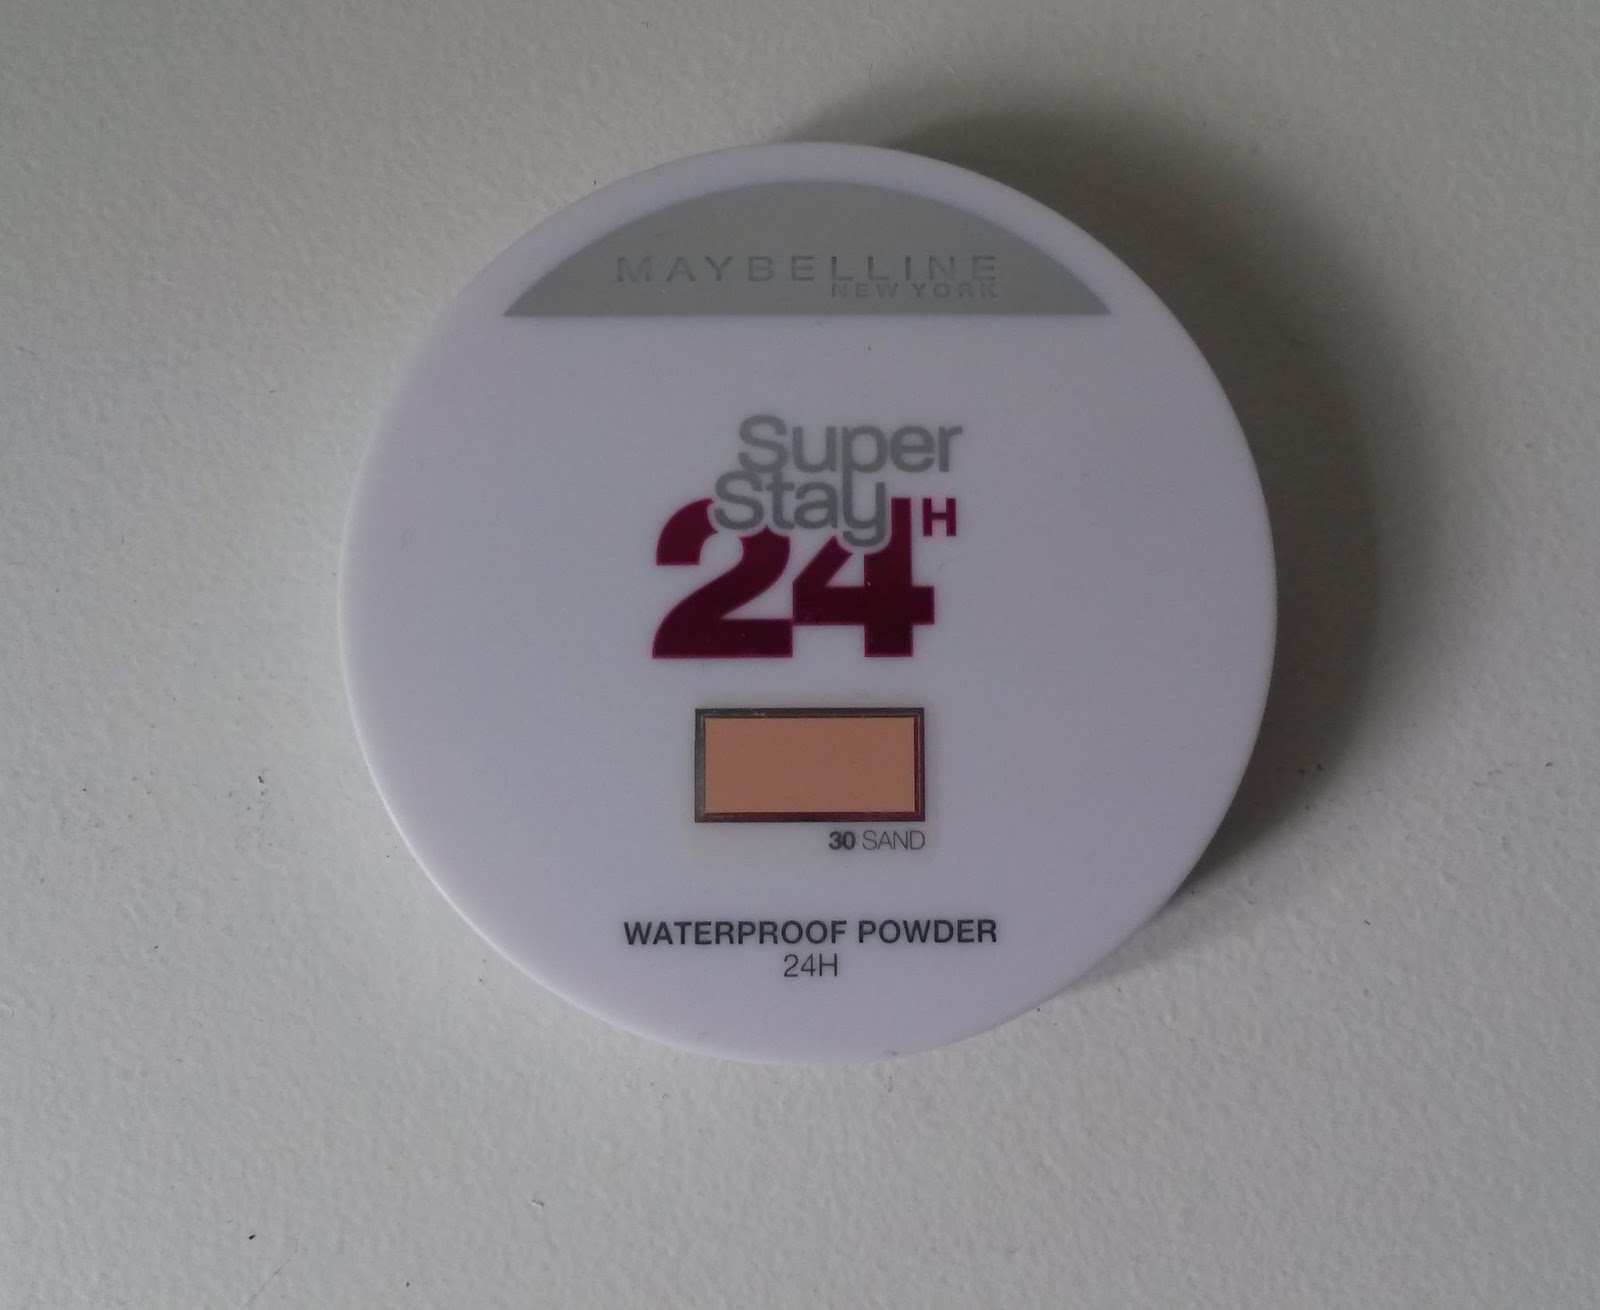 MAYBELLINE
NEW YORK
Super
Stay
24H
30 SAND
WATERPROOF POWDER
24H